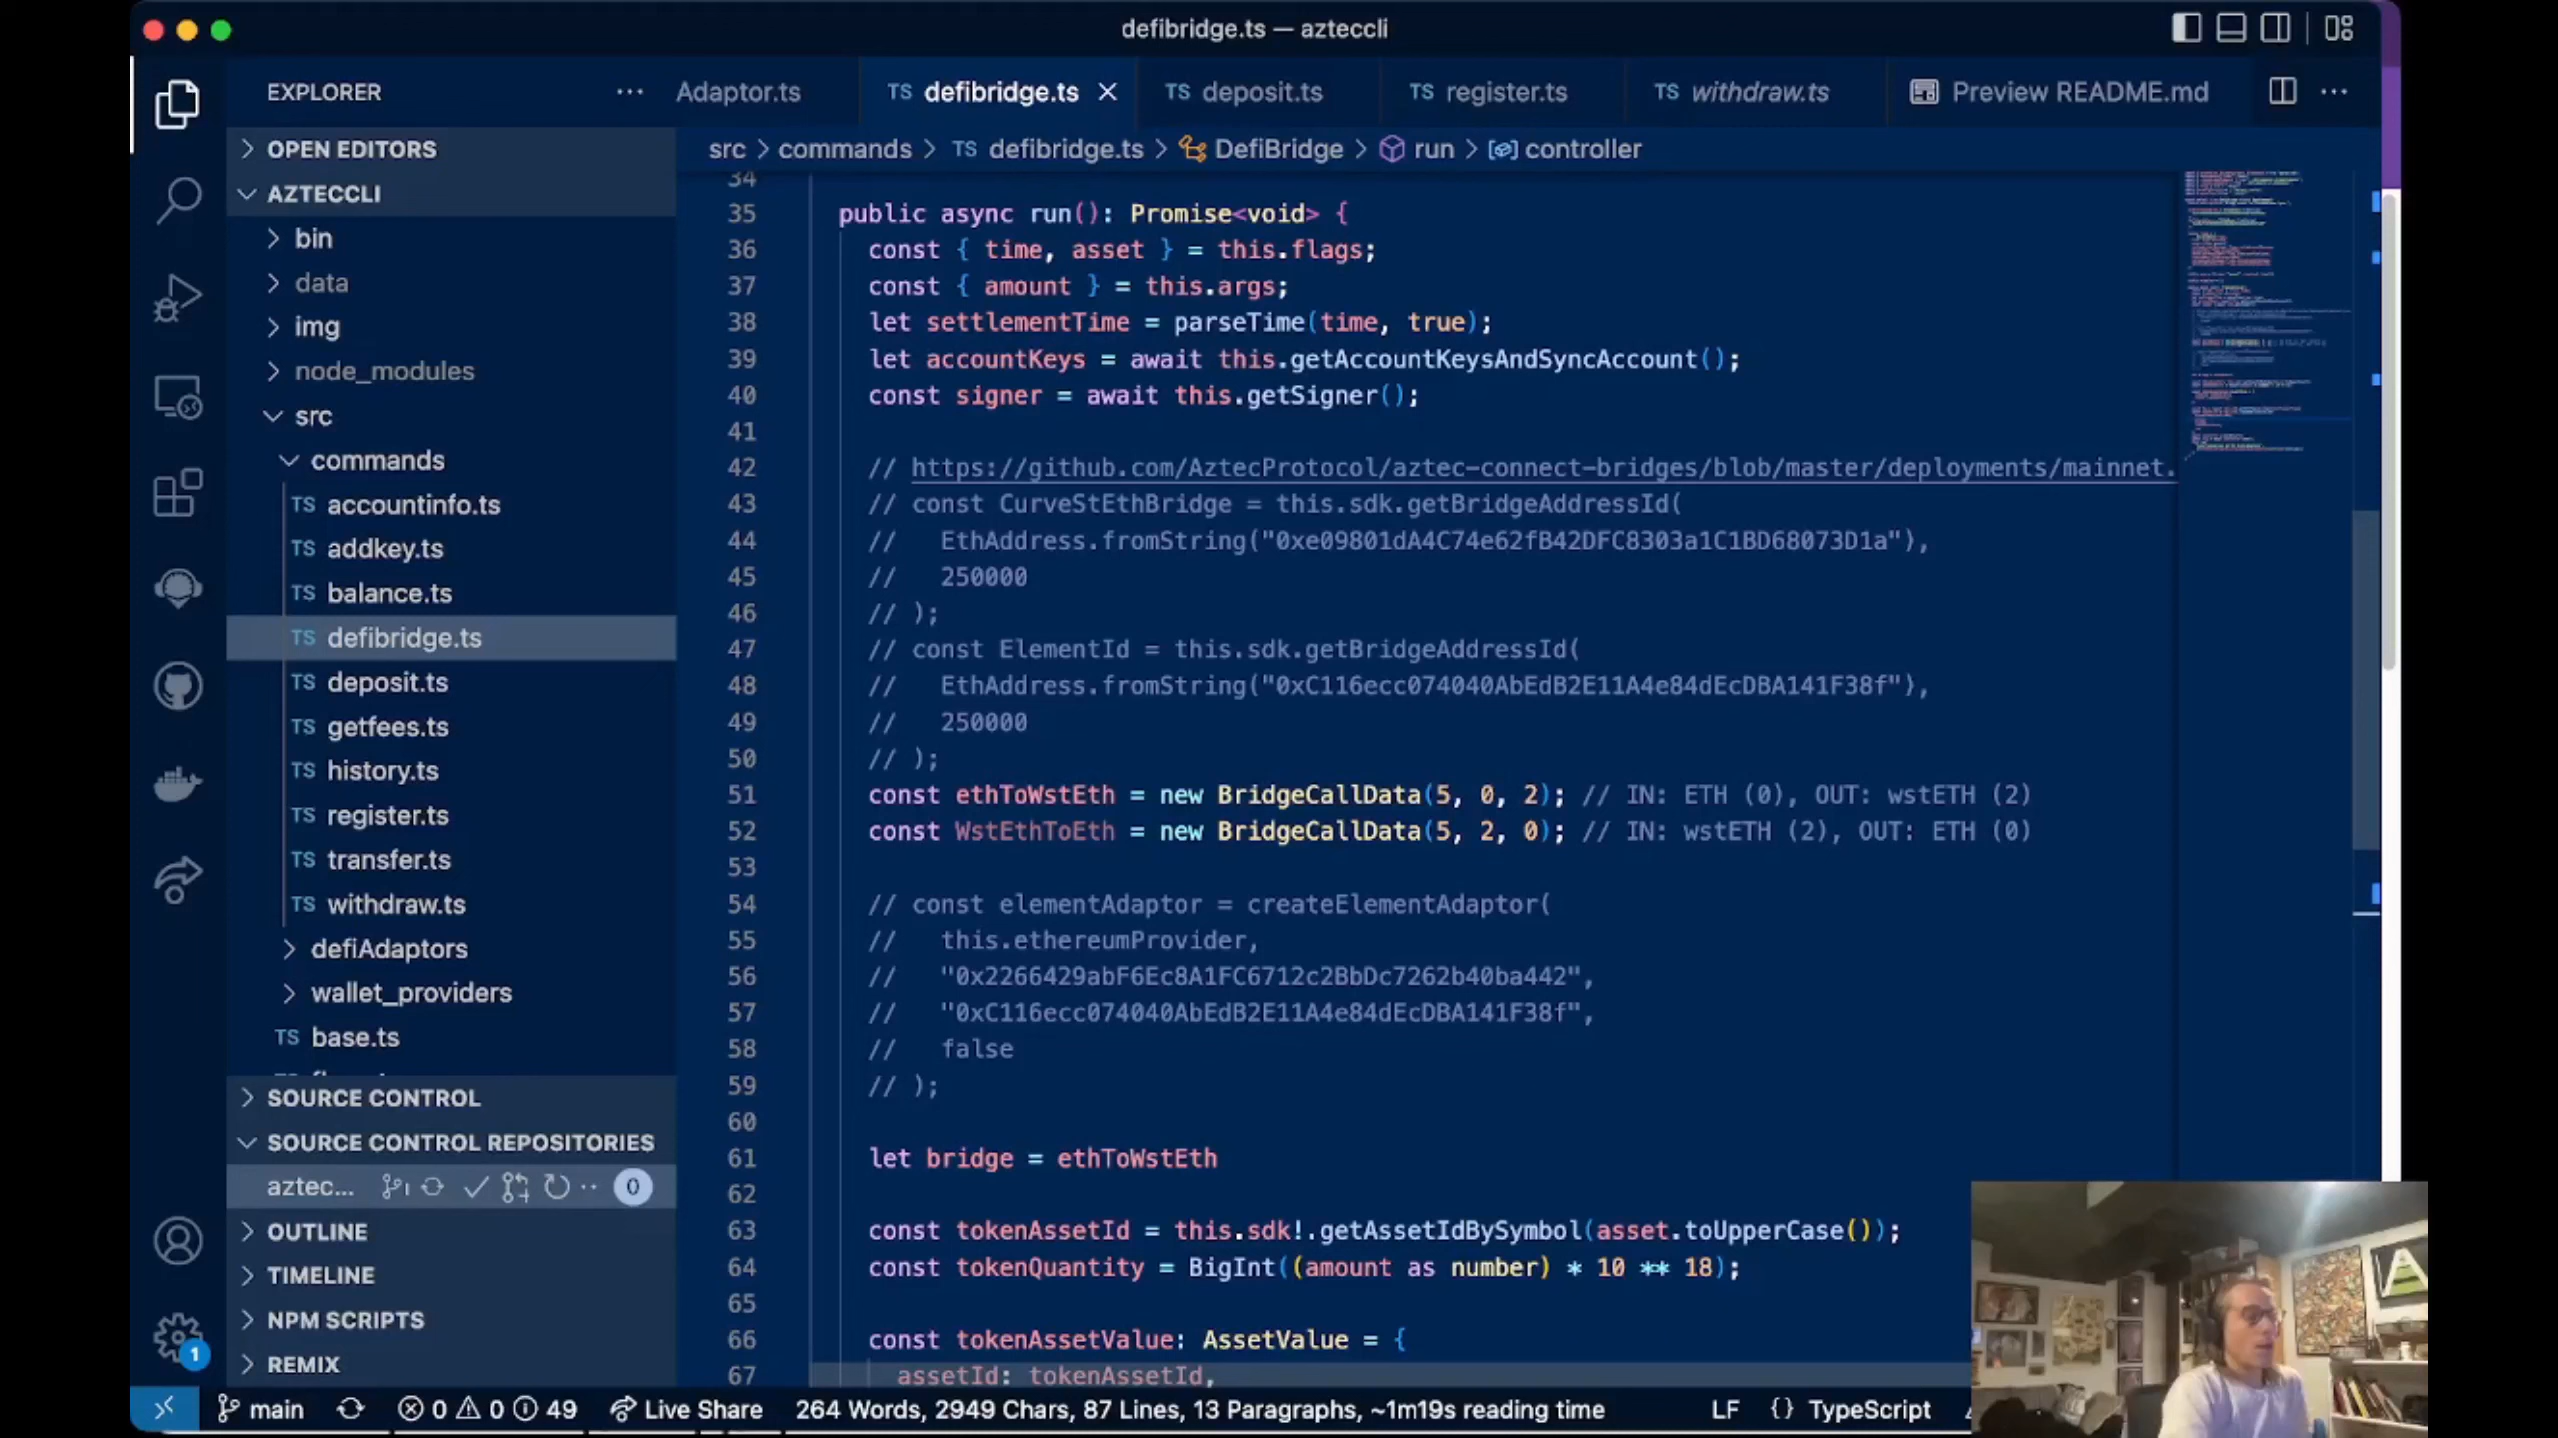 defibridge.ts — azteccli
EXPLORER
Adaptor.ts
TS defibridge.ts
TS deposit.ts
TS register.ts
TS withdraw.ts
Preview README.md
src > commands > TS defibridge.ts > DefiBridge > run > controller
OPEN EDITORS
AZTECCLI
bin
data
img
node_modules
src
commands
TS accountinfo.ts
TS addkey.ts
TS balance.ts
TS defibridge.ts
TS deposit.ts
TS getfees.ts
TS history.ts
TS register.ts
TS transfer.ts
TS withdraw.ts
defiAdaptors
wallet_providers
TS base.ts
SOURCE CONTROL
SOURCE CONTROL REPOSITORIES
aztec... 0
OUTLINE
TIMELINE
NPM SCRIPTS
REMIX
1
34
35 public async run(): Promise<void> {
36 const { time, asset } = this.flags;
37 const { amount } = this.args;
38 let settlementTime = parseTime(time, true);
39 let accountKeys = await this.getAccountKeysAndSyncAccount();
40 const signer = await this.getSigner();
41
42 // https://github.com/AztecProtocol/aztec-connect-bridges/blob/master/deployments/mainnet.
43 // const CurveStEthBridge = this.sdk.getBridgeAddressId(
44 // EthAddress.fromString("0xe09801dA4C74e62fB42DFC8303a1C1BD68073D1a"),
45 // 250000
46 // );
47 // const ElementId = this.sdk.getBridgeAddressId(
48 // EthAddress.fromString("0xC116ecc074040AbEdB2E11A4e84dEcDBA141F38f"),
49 // 250000
50 // );
51 const ethToWstEth = new BridgeCallData(5, 0, 2); // IN: ETH (0), OUT: wstETH (2)
52 const WstEthToEth = new BridgeCallData(5, 2, 0); // IN: wstETH (2), OUT: ETH (0)
53
54 // const elementAdaptor = createElementAdaptor(
55 // this.ethereumProvider,
56 // "0x2266429abF6Ec8A1FC6712c2BbDc7262b40ba442",
57 // "0xC116ecc074040AbEdB2E11A4e84dEcDBA141F38f",
58 // false
59 // );
60
61 let bridge = ethToWstEth
62
63 const tokenAssetId = this.sdk!.getAssetIdBySymbol(asset.toUpperCase());
64 const tokenQuantity = BigInt((amount as number) * 10 ** 18);
65
66 const tokenAssetValue: AssetValue = {
67 assetId: tokenAssetId,
main 0 0 49 Live Share 264 Words, 2949 Chars, 87 Lines, 13 Paragraphs, ~1m19s reading time LF {} TypeScript